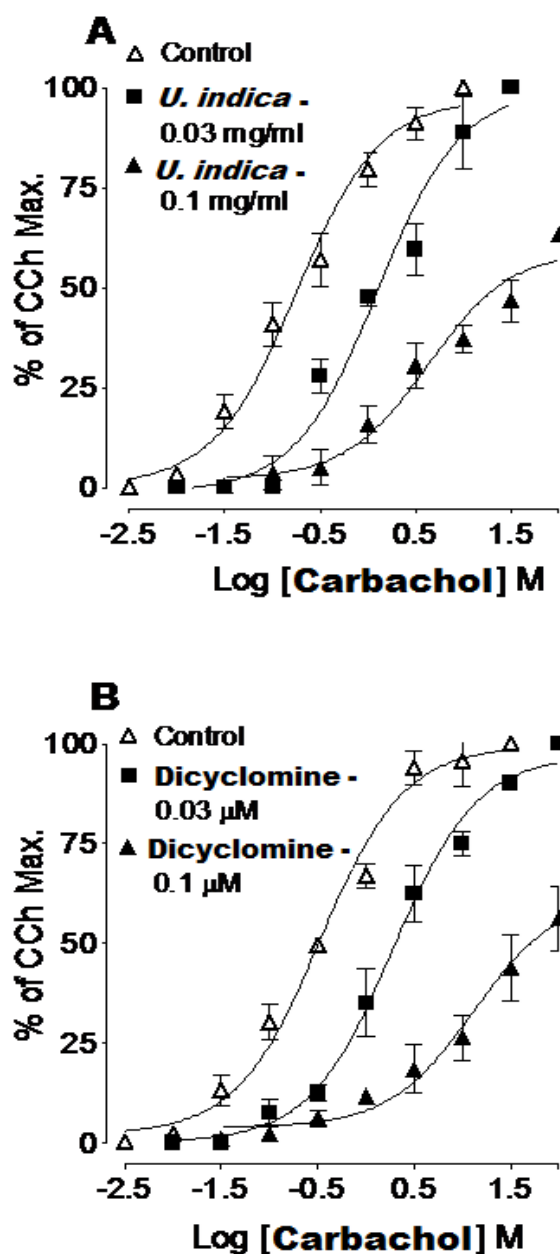 A
Control
U. indica -
0.03 mg/ml
U. indica -
0.1 mg/ml
100
75
50
25
0
% of CCh Max.
-2.5 -1.5 -0.5 0.5 1.5
Log [Carbachol] M
B
Control
Dicyclomine -
0.03 μM
Dicyclomine -
0.1 μM
100
75
50
25
0
% of CCh Max.
-2.5 -1.5 -0.5 0.5 1.5
Log [Carbachol] M